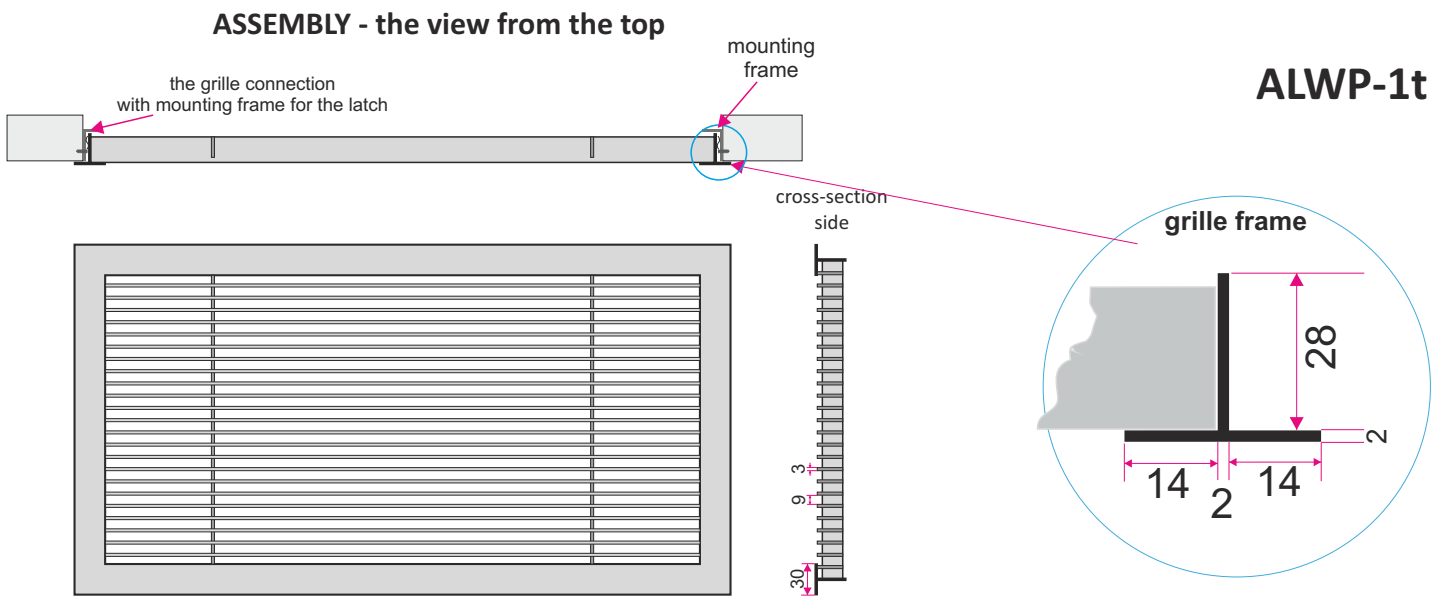 ASSEMBLY - the view from the top
mounting
frame
ALWP-1t
the grille connection
with mounting frame for the latch
cross-section
side
grille frame
28
2
14
2
14
3
9
30